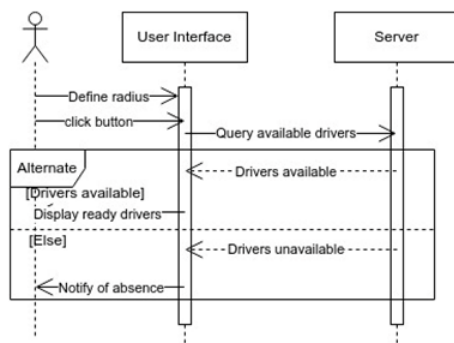 User Interface
Server
Define radius
click button
Query available drivers
Alternate
Drivers available
[Drivers available]
Display ready drivers
[Else]
Drivers unavailable
Notify of absence